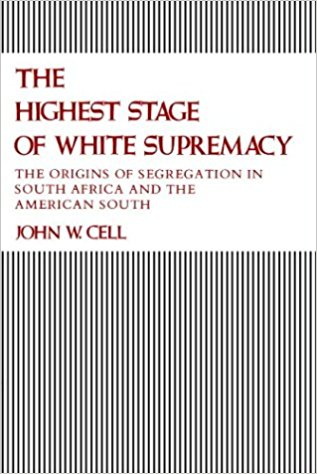 THE
HIGHEST STAGE
OF WHITE SUPREMACY
THE ORIGINS OF SEGREGATION IN
SOUTH AFRICA AND THE
AMERICAN SOUTH
JOHN W. CELL